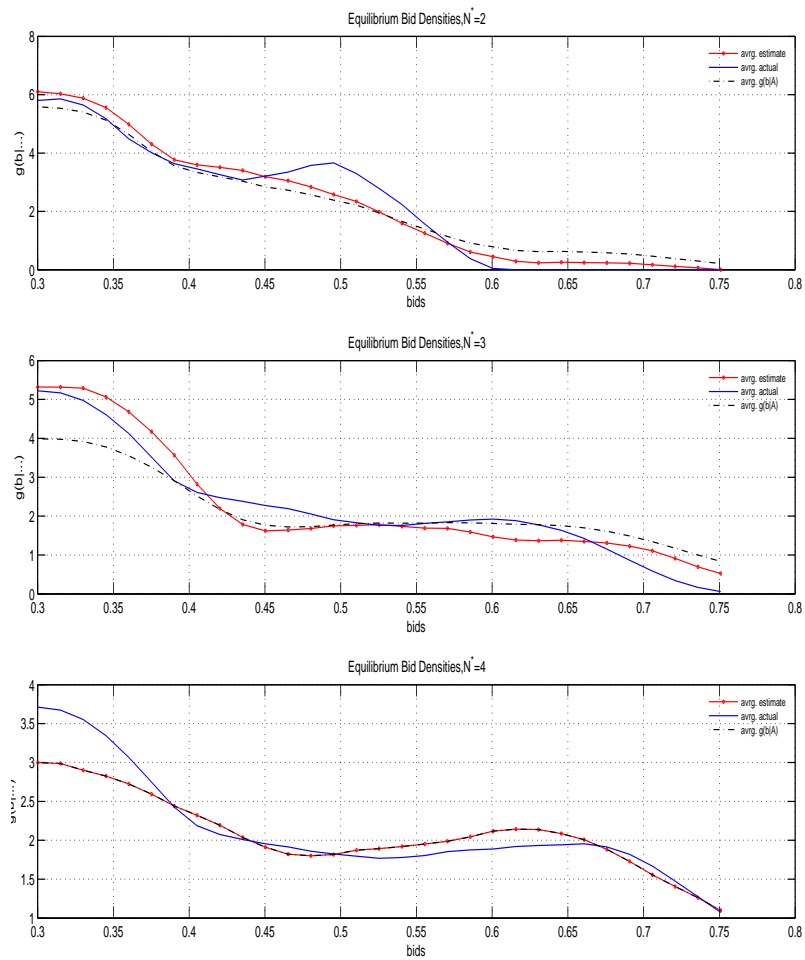 Equilibrium Bid Densities,N*=2
8
6
4
2
0
g(b|...)
avrg. estimate
avrg. actual
avrg. g(b|A)
0.3 0.35 0.4 0.45 0.5 0.55 0.6 0.65 0.7 0.75 0.8
bids
Equilibrium Bid Densities,N*=3
6
5
4
3
2
1
0
g(b|...)
avrg. estimate
avrg. actual
avrg. g(b|A)
0.3 0.35 0.4 0.45 0.5 0.55 0.6 0.65 0.7 0.75 0.8
bids
Equilibrium Bid Densities,N*=4
4
3.5
3
2.5
2
1.5
1
g(b|...)
avrg. estimate
avrg. actual
avrg. g(b|A)
0.3 0.35 0.4 0.45 0.5 0.55 0.6 0.65 0.7 0.75 0.8
bids